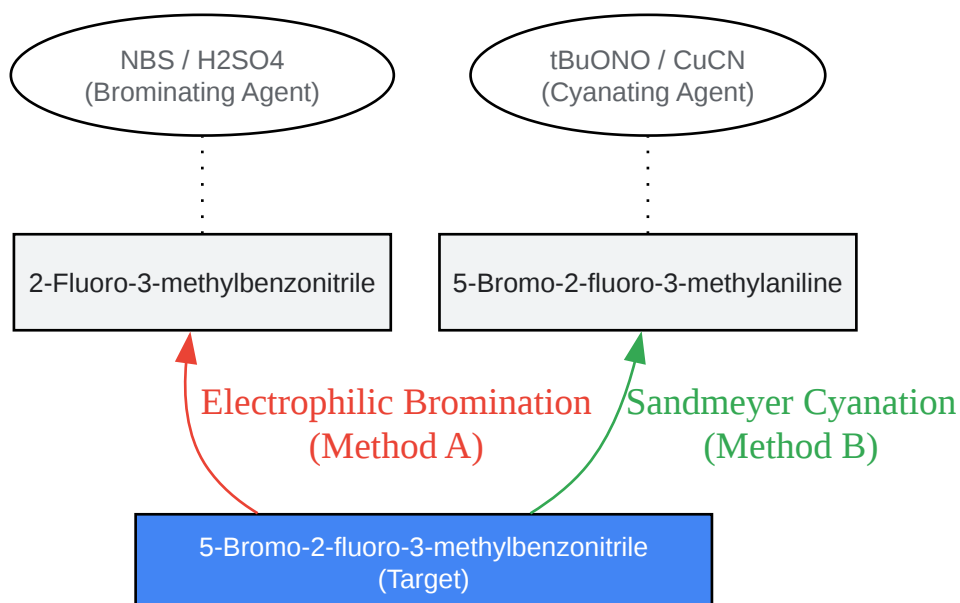 NBS / H2SO4
(Brominating Agent)
tBuONO / CuCN
(Cyanating Agent)
2-Fluoro-3-methylbenzonitrile
5-Bromo-2-fluoro-3-methylaniline
Electrophilic Bromination
(Method A)
Sandmeyer Cyanation
(Method B)
5-Bromo-2-fluoro-3-methylbenzonitrile
(Target)